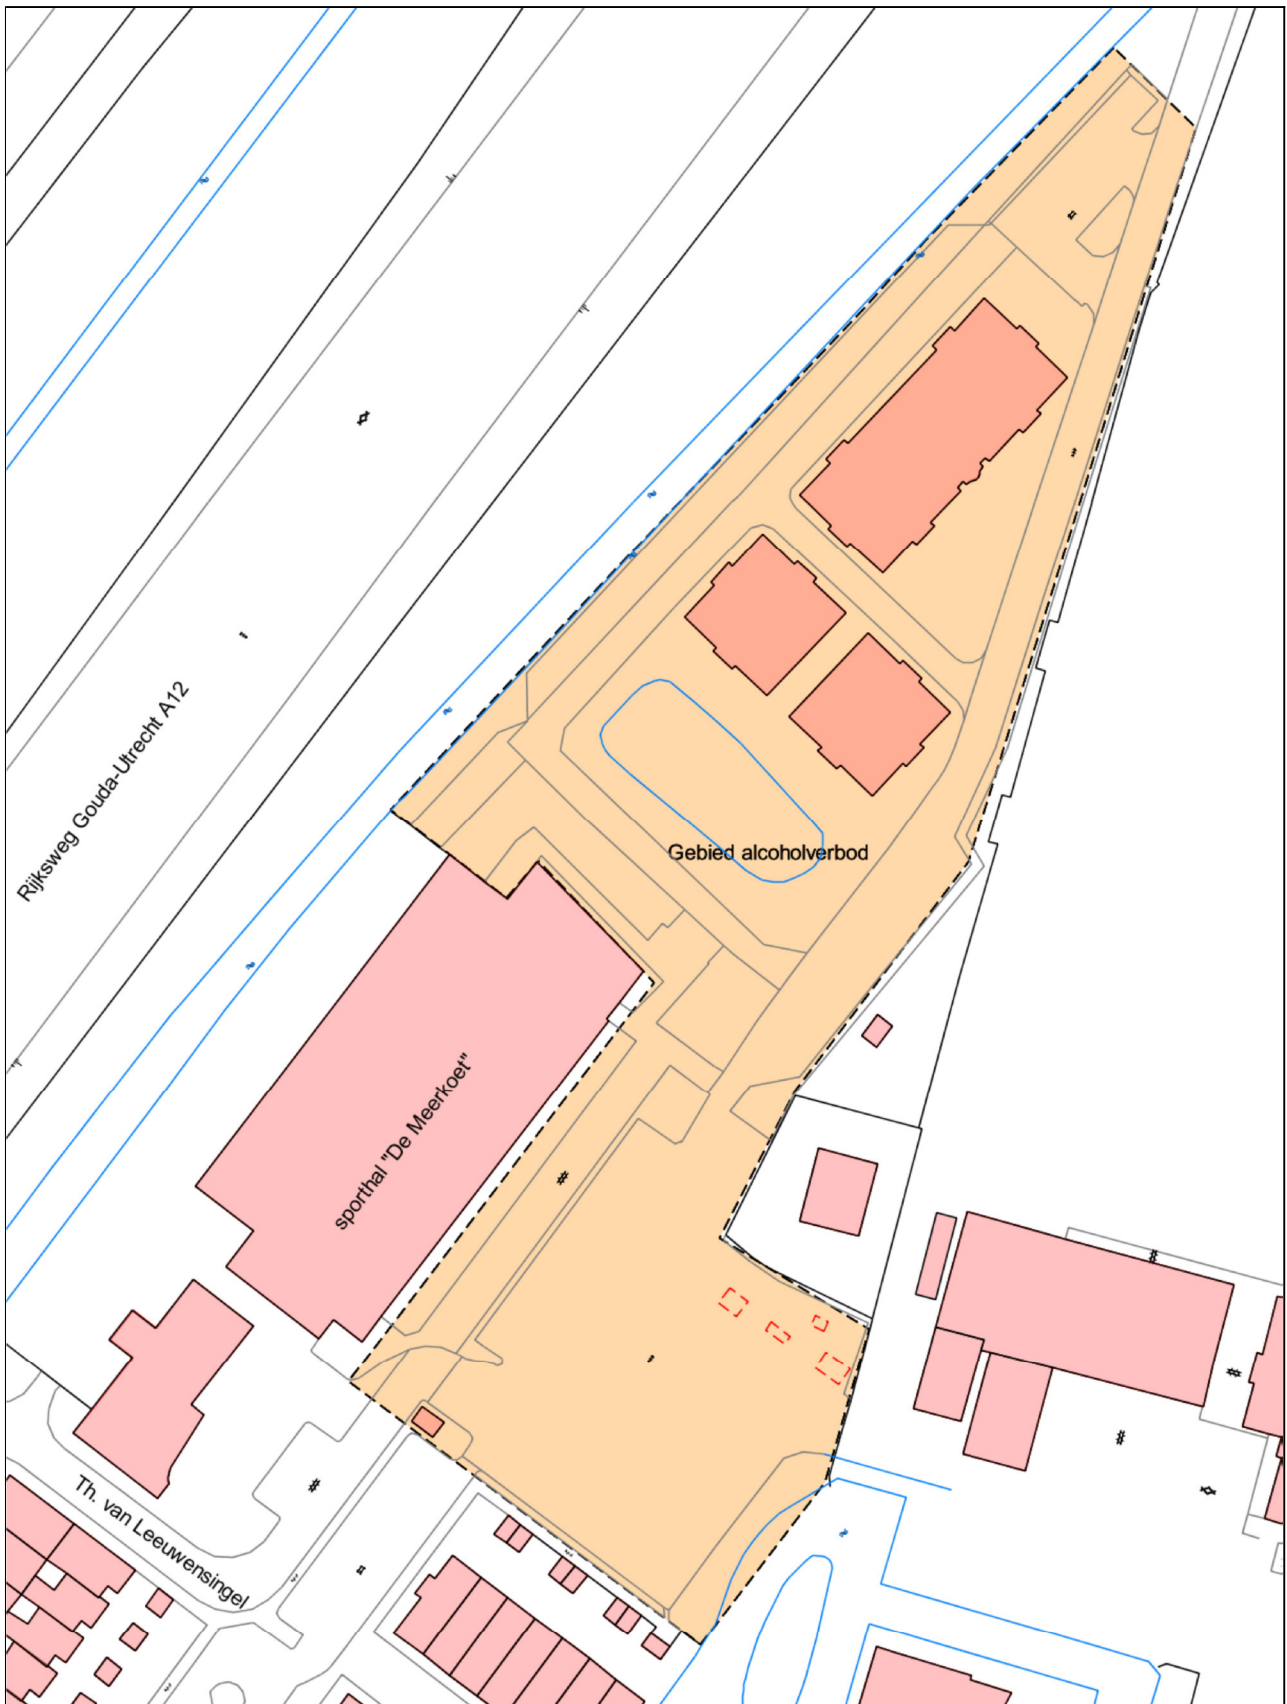 Rijksweg Gouda-Utrecht A12
Gebied alcoholverbod
sporthal "De Meerkoet"
Th. van Leeuwensingel